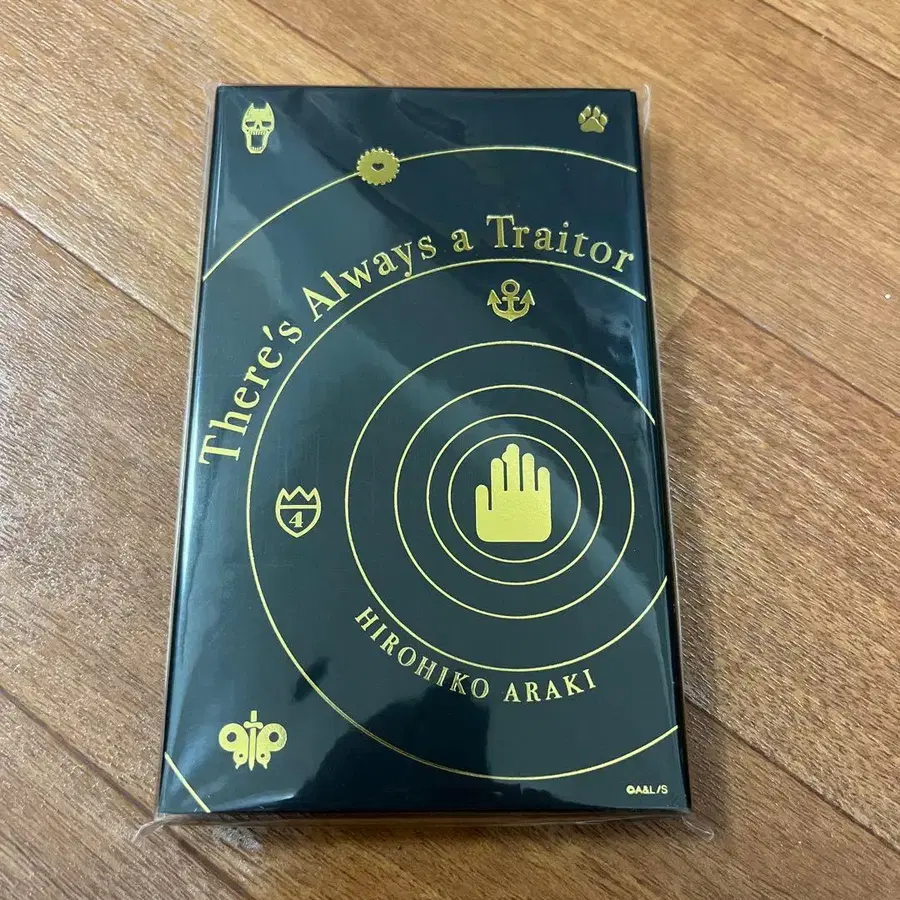 There's Always a Traitor
4
HIROHIKO ARAKI
©A&L/S